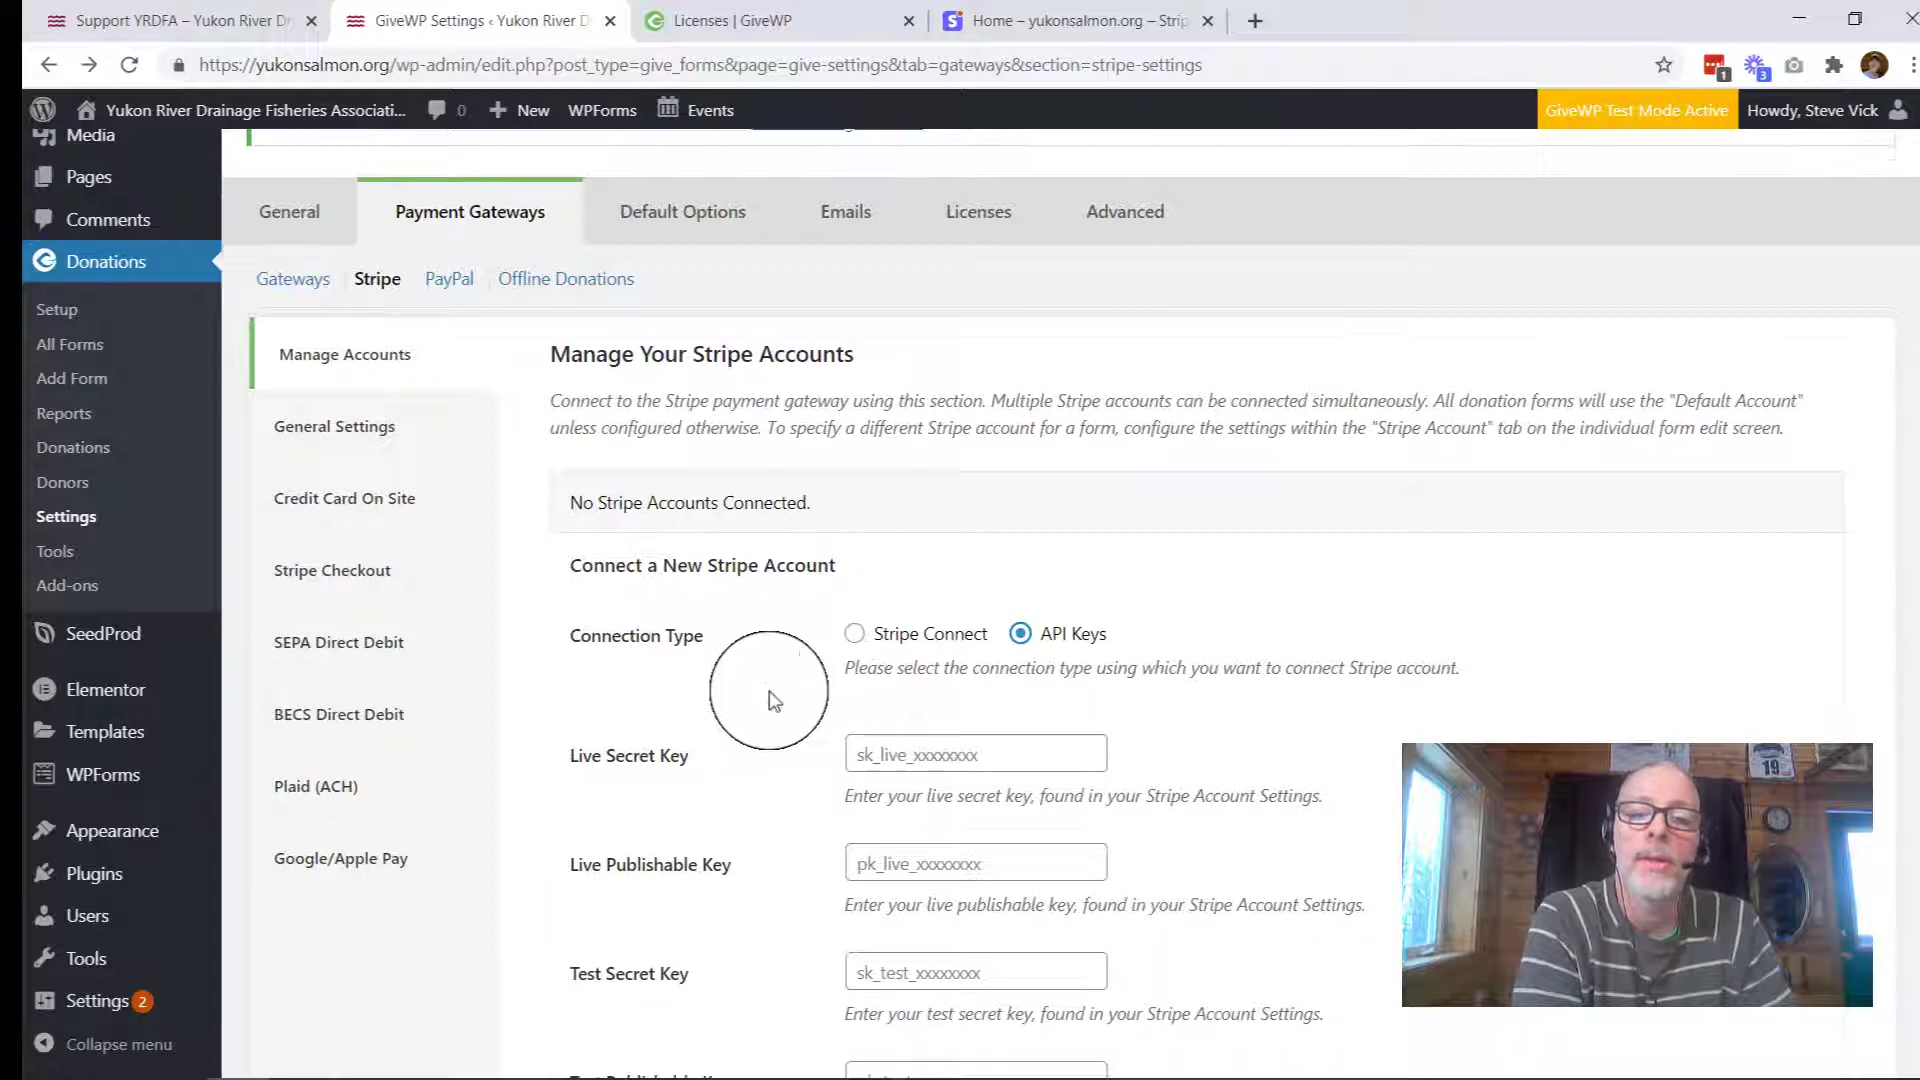 Support YRDFA – Yukon River Dr
GiveWP Settings ‹ Yukon River D
Licenses | GiveWP
Home – yukonsalmon.org – Strip
https://yukonsalmon.org/wp-admin/edit.php?post_type=give_forms&page=give-settings&tab=gateways&section=stripe-settings
1
3
Yukon River Drainage Fisheries Associati...
0
New
WPForms
Events
GiveWP Test Mode Active
Howdy, Steve Vick
Media
Pages
Comments
Donations
Setup
All Forms
Add Form
Reports
Donations
Donors
Settings
Tools
Add-ons
SeedProd
Elementor
Templates
WPForms
Appearance
Plugins
Users
Tools
Settings 2
Collapse menu
General
Payment Gateways
Default Options
Emails
Licenses
Advanced
Gateways
Stripe
PayPal
Offline Donations
Manage Accounts
General Settings
Credit Card On Site
Stripe Checkout
SEPA Direct Debit
BECS Direct Debit
Plaid (ACH)
Google/Apple Pay
Manage Your Stripe Accounts
Connect to the Stripe payment gateway using this section. Multiple Stripe accounts can be connected simultaneously. All donation forms will use the "Default Account"
unless configured otherwise. To specify a different Stripe account for a form, configure the settings within the "Stripe Account" tab on the individual form edit screen.
No Stripe Accounts Connected.
Connect a New Stripe Account
Connection Type
Stripe Connect
API Keys
Please select the connection type using which you want to connect Stripe account.
Live Secret Key
sk_live_xxxxxxxx
Enter your live secret key, found in your Stripe Account Settings.
Live Publishable Key
pk_live_xxxxxxxx
Enter your live publishable key, found in your Stripe Account Settings.
Test Secret Key
sk_test_xxxxxxxx
Enter your test secret key, found in your Stripe Account Settings.
19